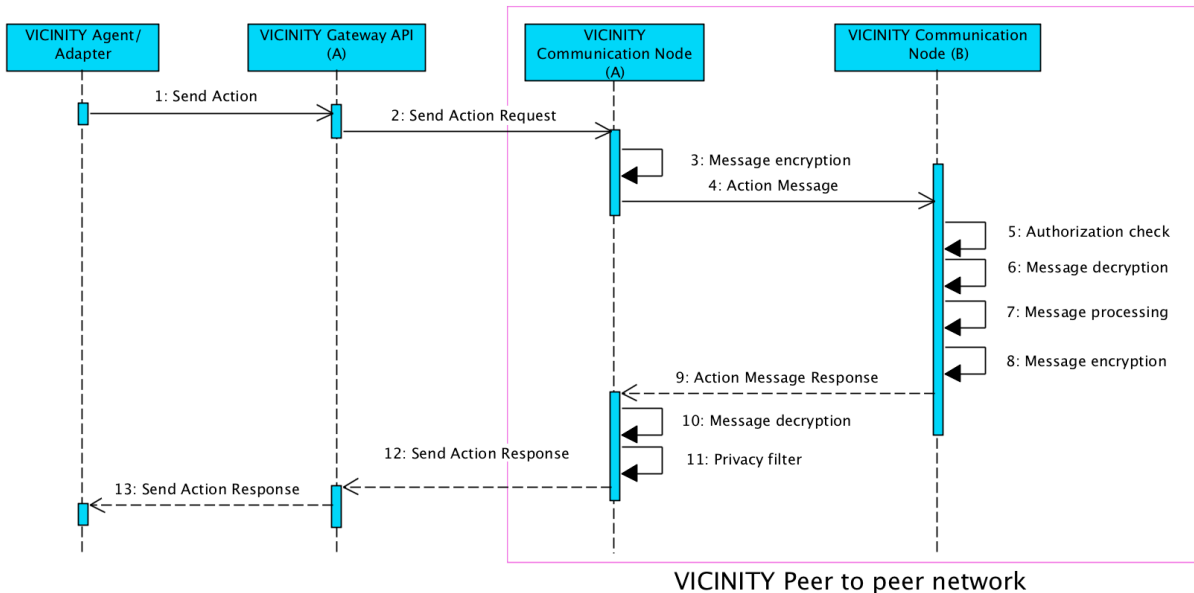 VICINITY Agent/
Adapter
VICINITY Gateway API
(A)
VICINITY
Communication Node
(A)
VICINITY Communication
Node (B)
1: Send Action
2: Send Action Request
3: Message encryption
4: Action Message
5: Authorization check
6: Message decryption
7: Message processing
8: Message encryption
9: Action Message Response
10: Message decryption
11: Privacy filter
12: Send Action Response
13: Send Action Response
VICINITY Peer to peer network